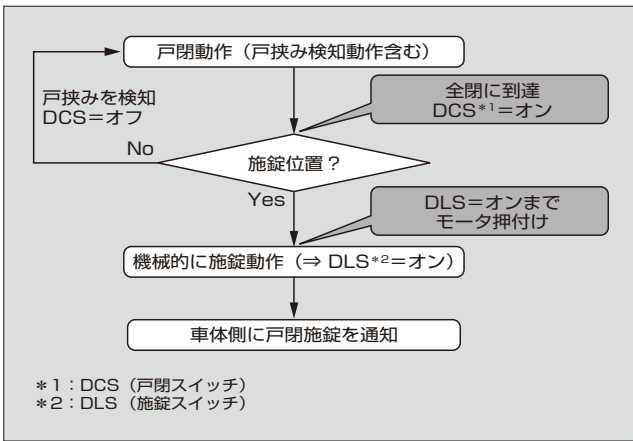 戸閉動作（戸挟み検知動作含む）
全閉に到達
DCS*1＝オン
戸挟みを検知
DCS＝オフ
No
施錠位置？
Yes
DLS＝オンまで
モータ押付け
機械的に施錠動作（⇒ DLS*2＝オン）
車体側に戸閉施錠を通知
＊1：DCS（戸閉スイッチ）
＊2：DLS（施錠スイッチ）